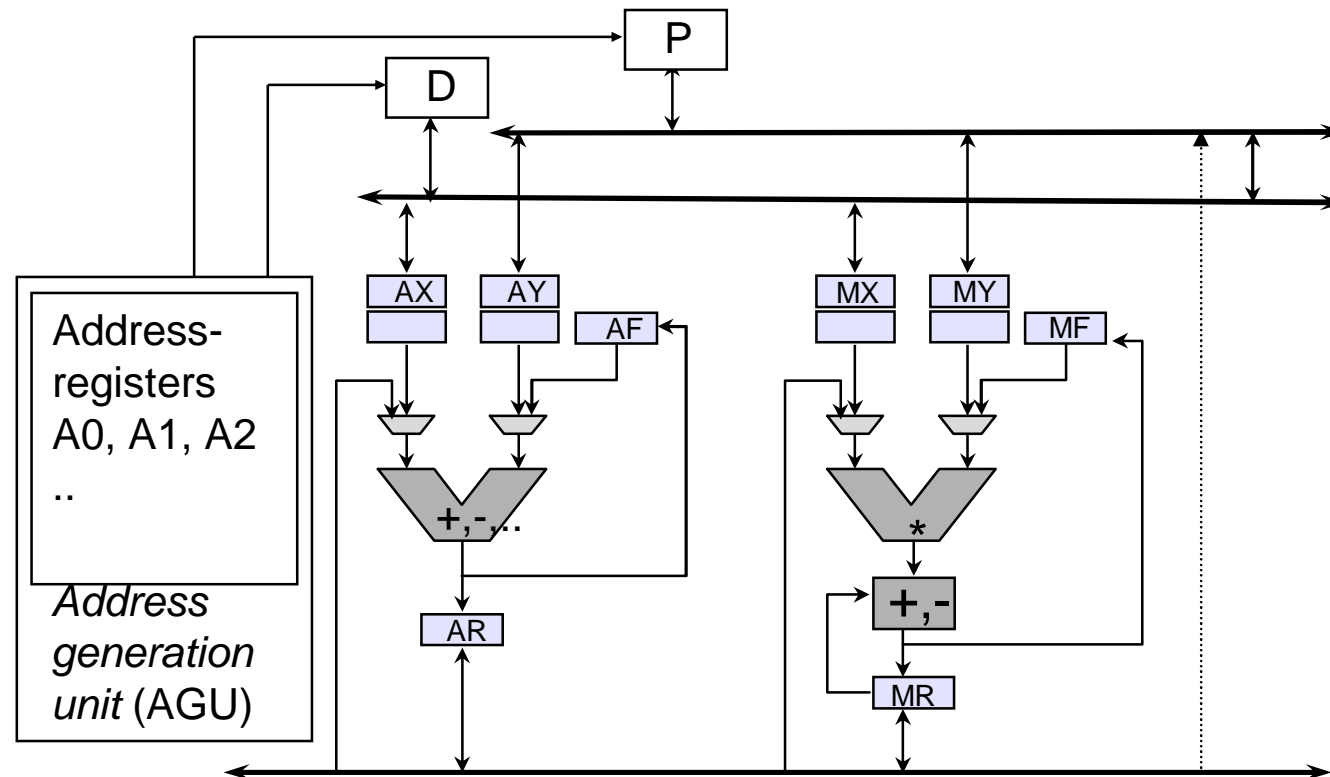 P
D
AX
AY
MX
MY
AF
MF
Address-
registers
A0, A1, A2
..
+,-,..
*
+,-
Address
generation
unit (AGU)
AR
MR